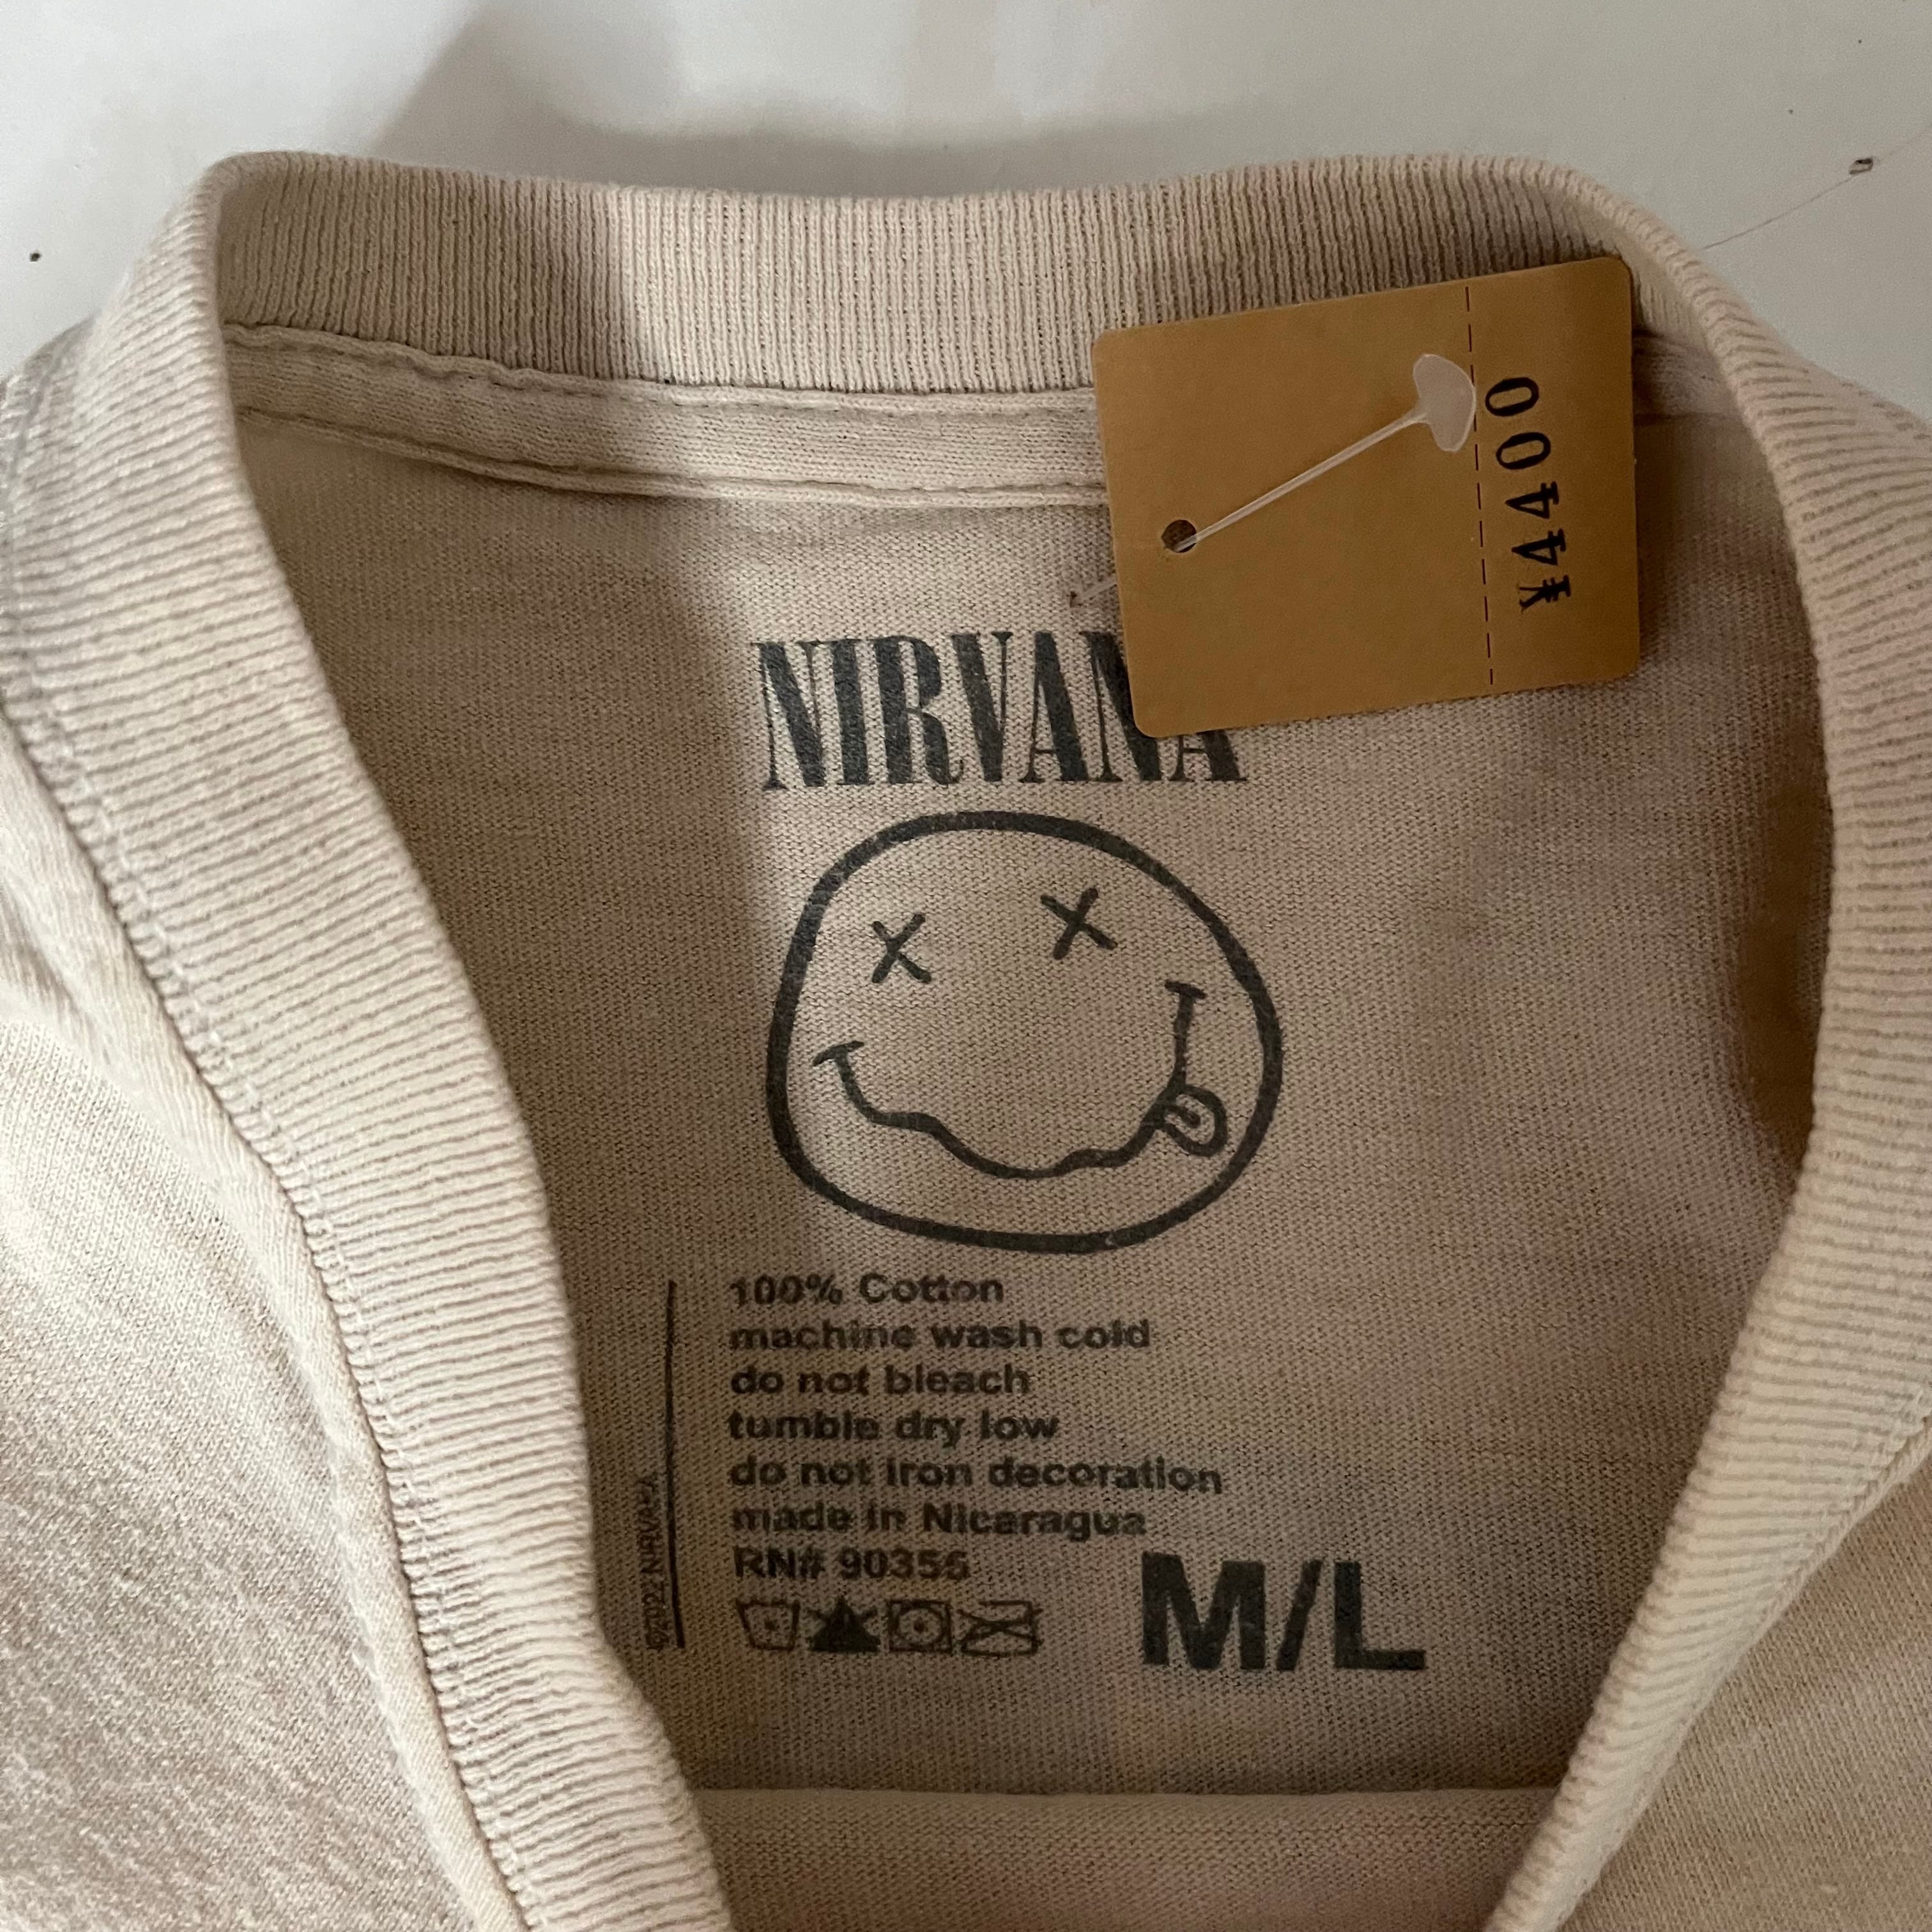 ¥4400
NIRVANA
100% Cotton
machine wash cold
do not bleach
tumble dry low
do not iron decoration
made in Nicaragua
RN# 90355
M/L